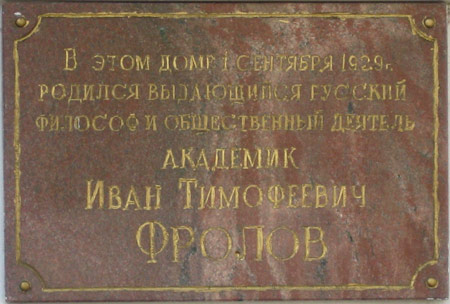 В этом доме 1 сентября 1929г.
родился выдающийся русский
философ и общественный деятель
академик
Иван Тимофеевич
Фролов